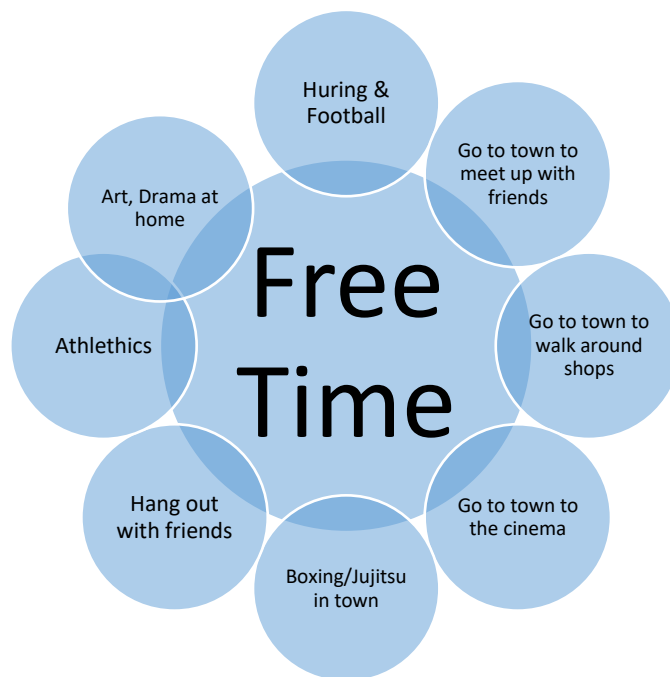 Huring &
Football
Go to town to
meet up with
friends
Art, Drama at
home
Free
Time
Go to town to
walk around
shops
Athlethics
Hang out
with friends
Go to town to
the cinema
Boxing/Jujitsu
in town